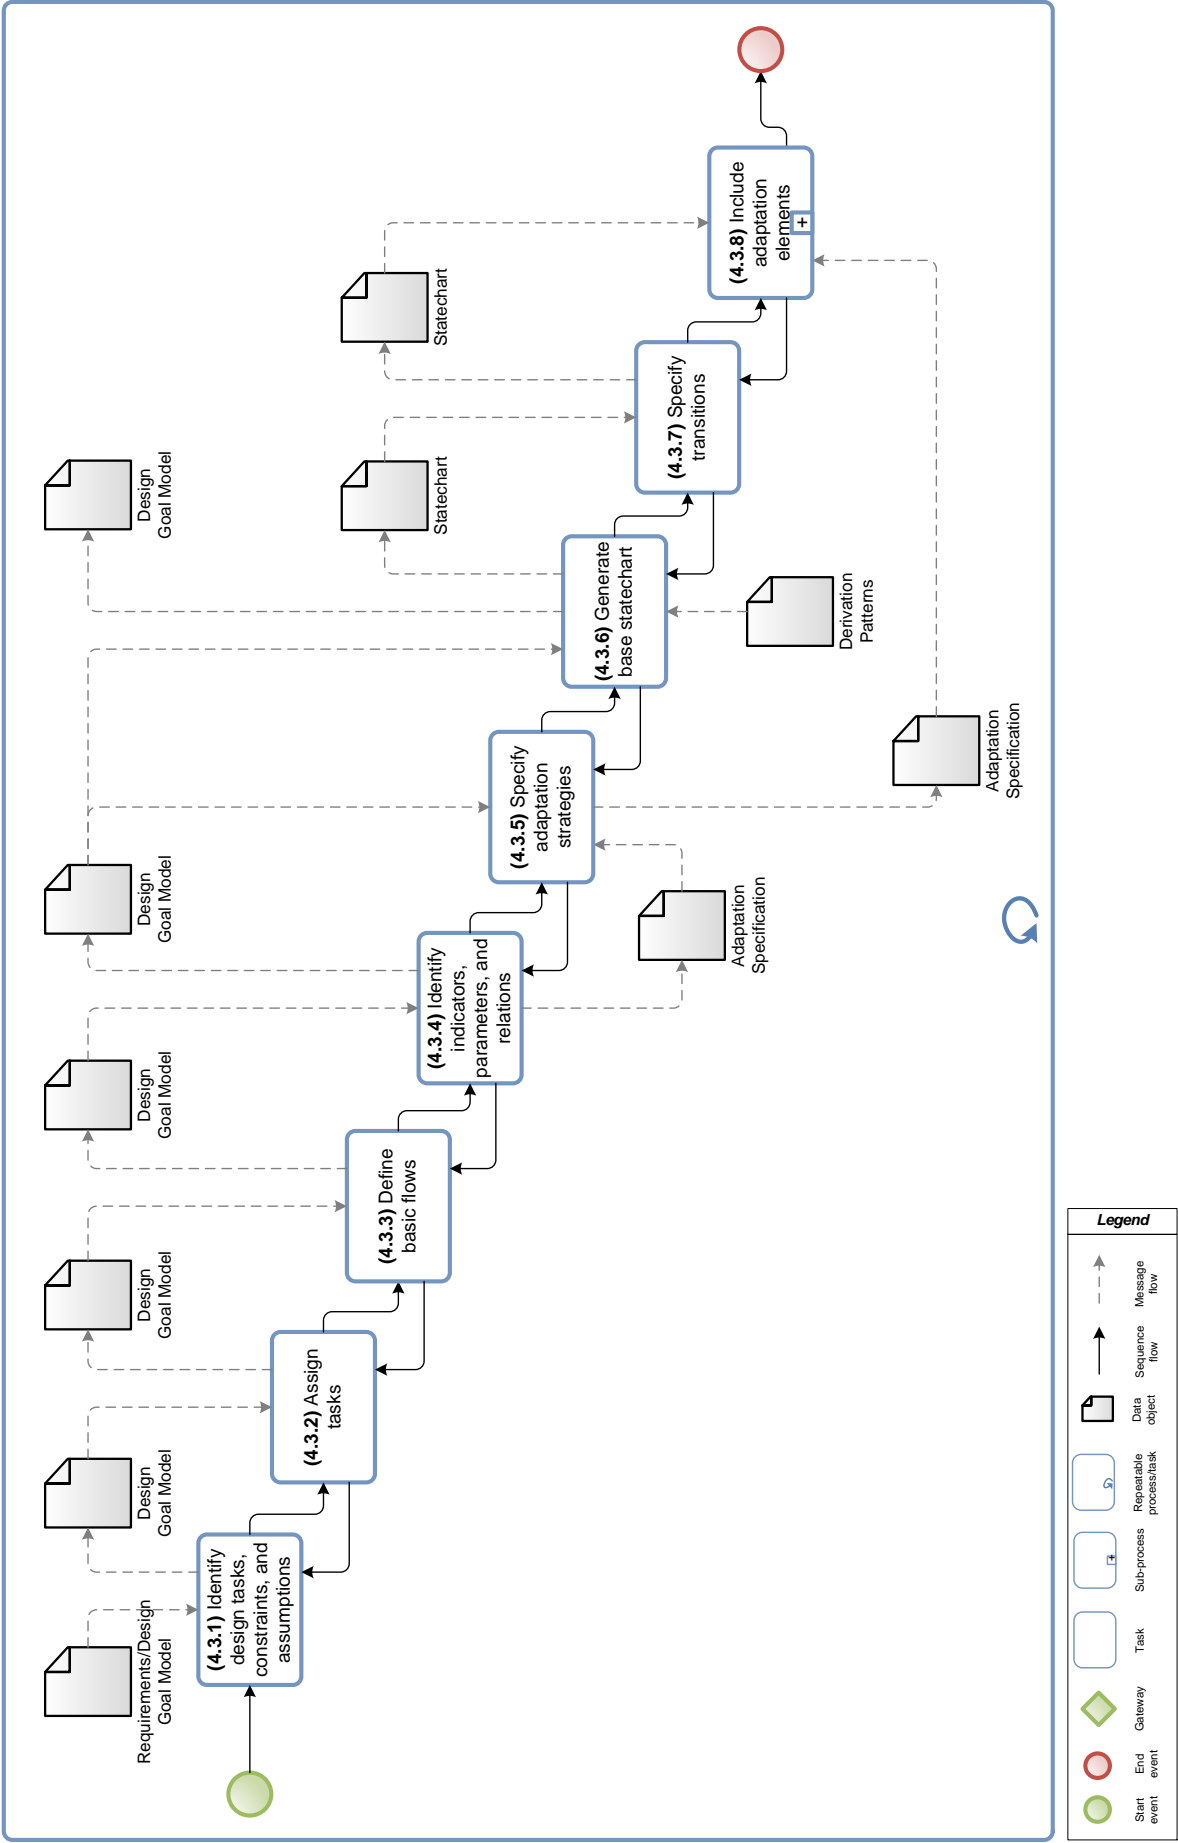 Requirements/Design
Goal Model
Design
Goal Model
Design
Goal Model
Design
Goal Model
Design
Goal Model
Design
Goal Model
Statechart
Statechart
(4.3.1) Identify
design tasks,
constraints, and
assumptions
(4.3.2) Assign
tasks
(4.3.3) Define
basic flows
(4.3.4) Identify
indicators,
parameters, and
relations
(4.3.5) Specify
adaptation
strategies
(4.3.6) Generate
base statechart
(4.3.7) Specify
transitions
(4.3.8) Include
adaptation
elements
+
Adaptation
Specification
Derivation
Patterns
Adaptation
Specification
Legend
Start
event
End
event
Gateway
Task
+
Sub-process
Repeatable
process/task
Data
object
Sequence
flow
Message
flow